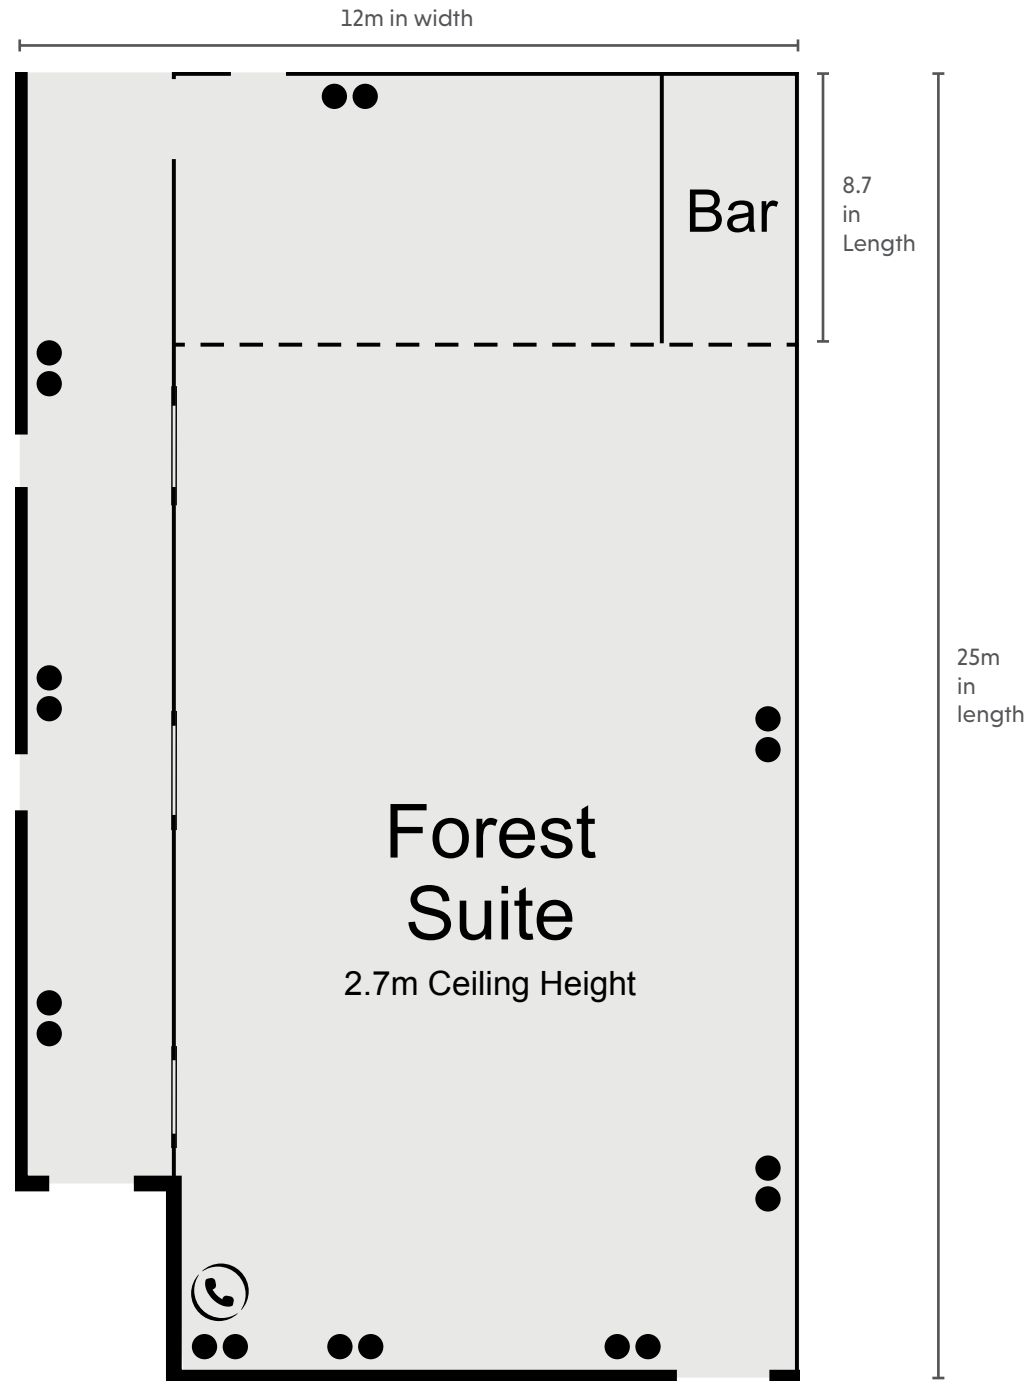 12m in width
8.7
in
Length
Bar
25m
in
length
Forest
Suite
2.7m Ceiling Height